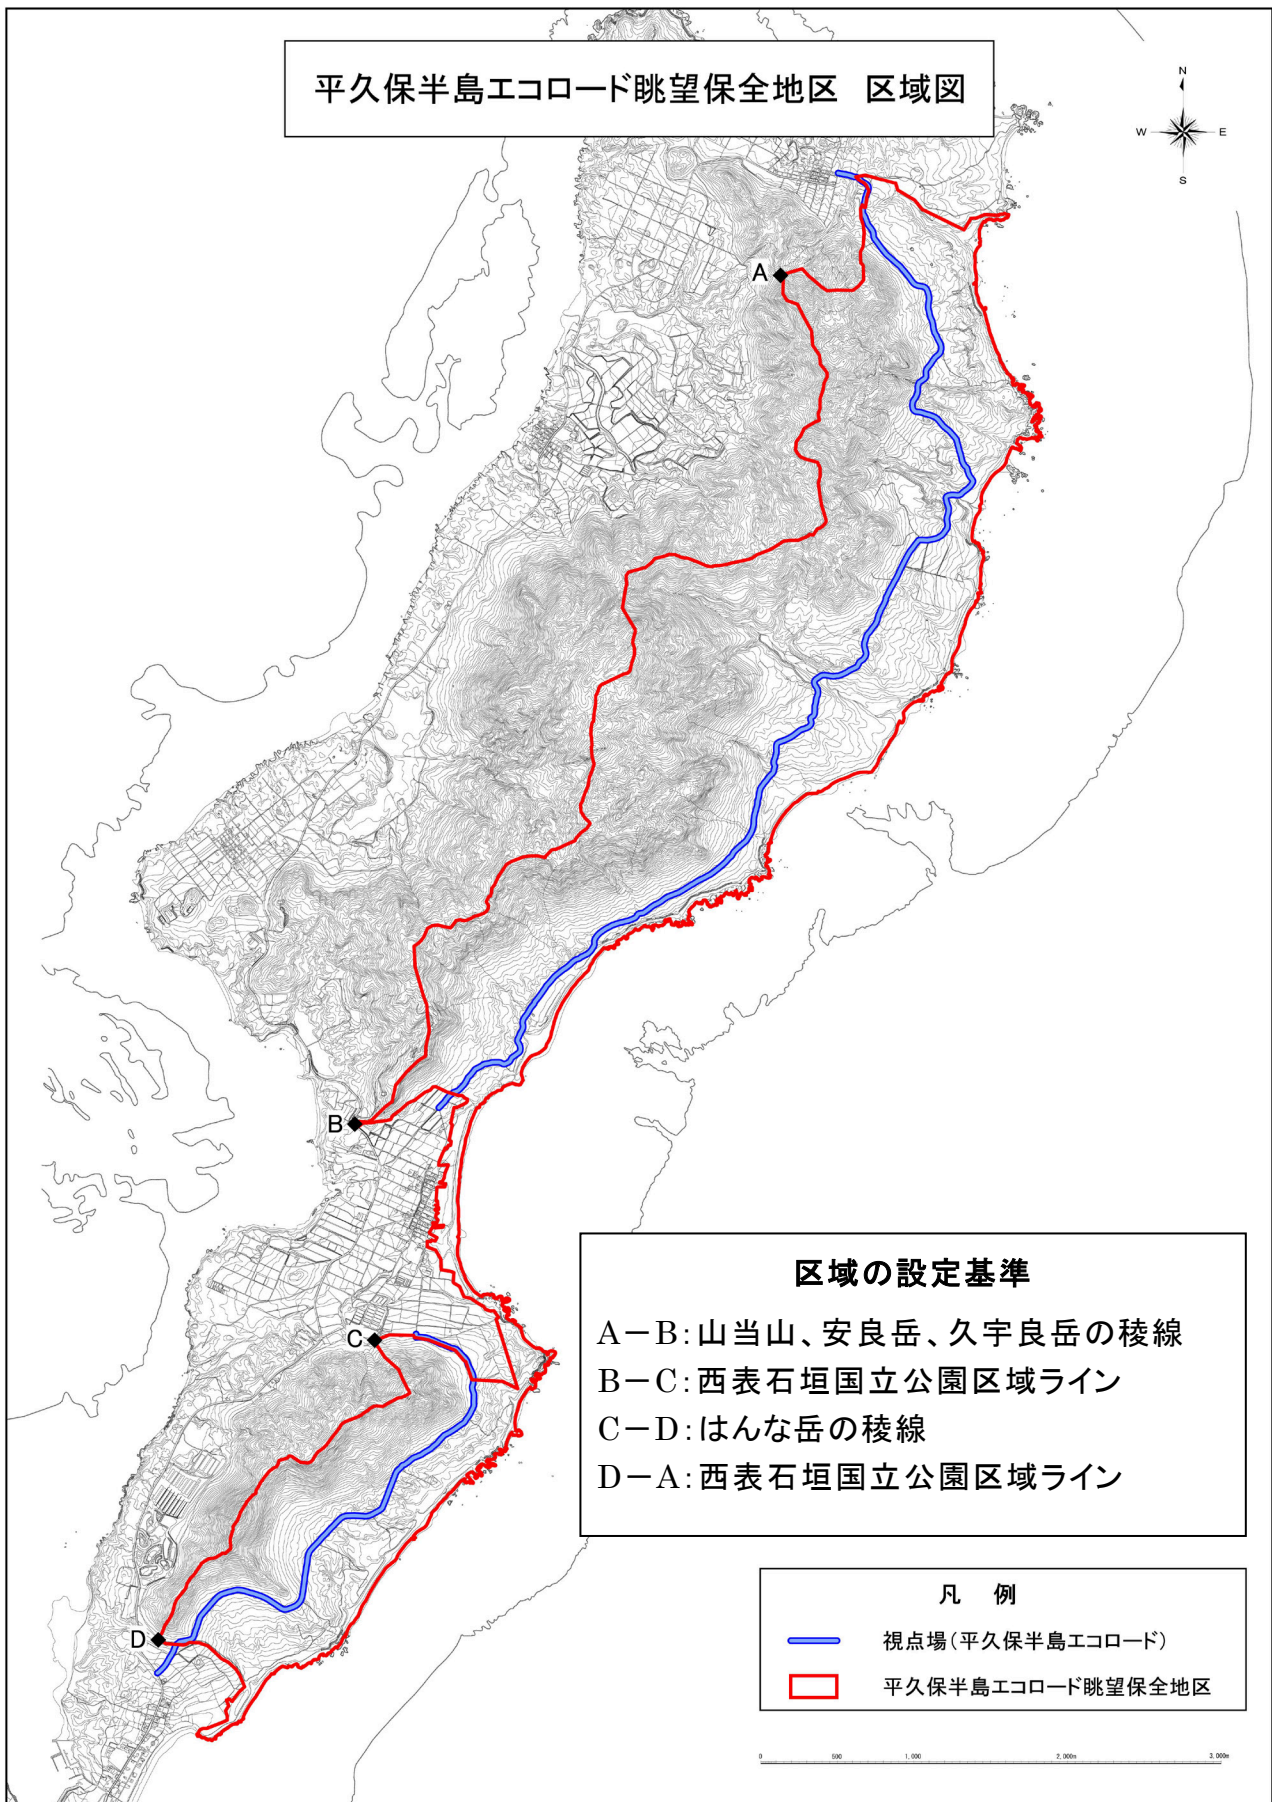 平久保半島エコロード眺望保全地区　区域図
N
W
E
S
A
B
C
D
区域の設定基準
A－B：山当山、安良岳、久宇良岳の稜線
B－C：西表石垣国立公園区域ライン
C－D：はんな岳の稜線
D－A：西表石垣国立公園区域ライン
凡　例
視点場（平久保半島エコロード）
平久保半島エコロード眺望保全地区
0 500 1,000 2,000m 3,000m